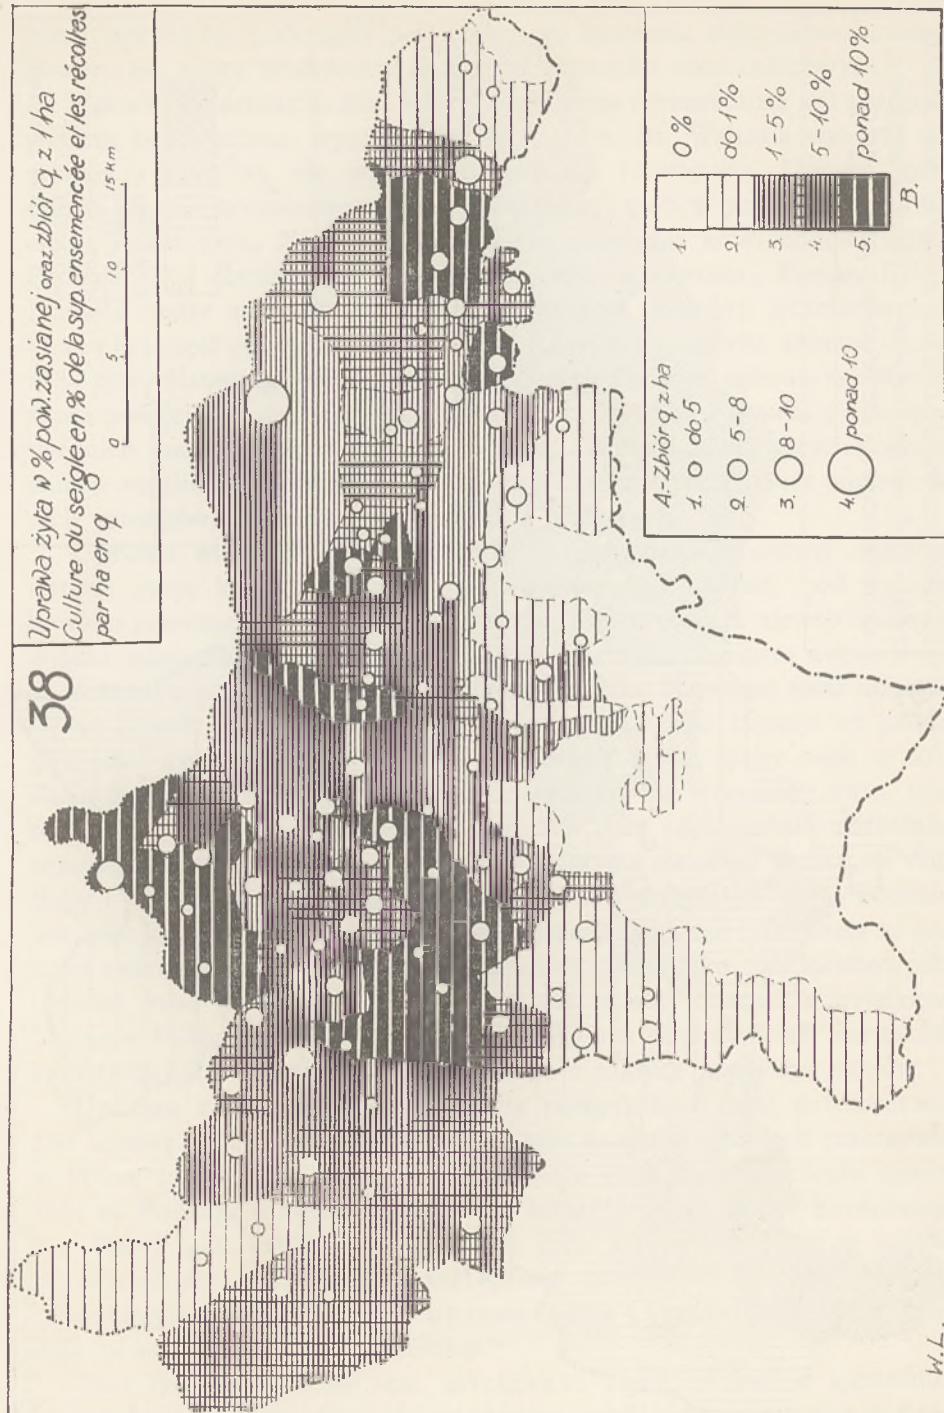 38
Uprawa żyta w % pow. zasianej oraz zbiór q z 1 ha
Culture du seigle en % de la sup. ensemencée et les récoltes
par ha en q
0 5 10 15 km
A.-Zbiór q z ha
1. do 5
2. 5-8
3. 8-10
4. ponad 10
1. 0 %
2. do 1 %
3. 1-5 %
4. 5-10 %
5. ponad 10 %
B.
W.L.